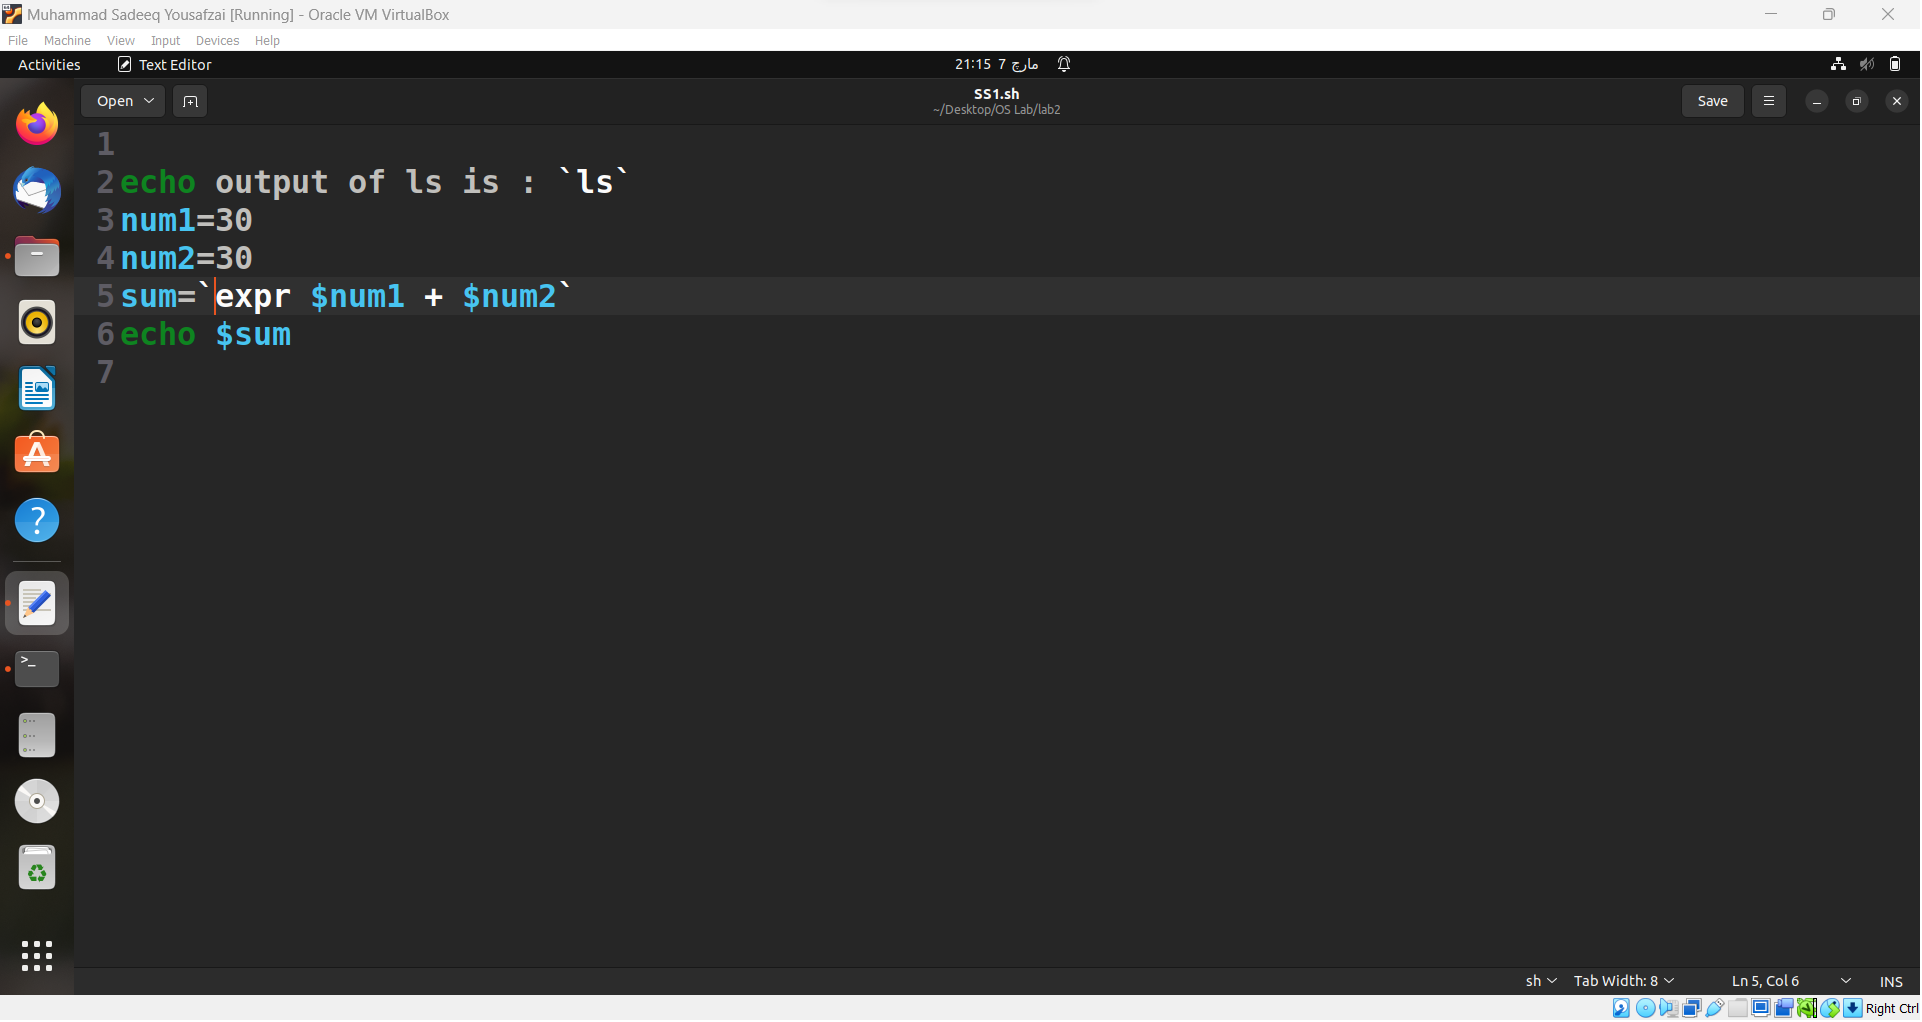 Muhammad Sadeeq Yousafzai [Running] - Oracle VM VirtualBox
File Machine View Input Devices Help
Activities Text Editor 21:15 7 مارچ
Open SS1.sh Save
~/Desktop/OS Lab/lab2
1
2 echo output of ls is : `ls`
3 num1=30
4 num2=30
5 sum=`expr $num1 + $num2`
6 echo $sum
7
sh Tab Width: 8 Ln 5, Col 6 INS
Right Ctrl